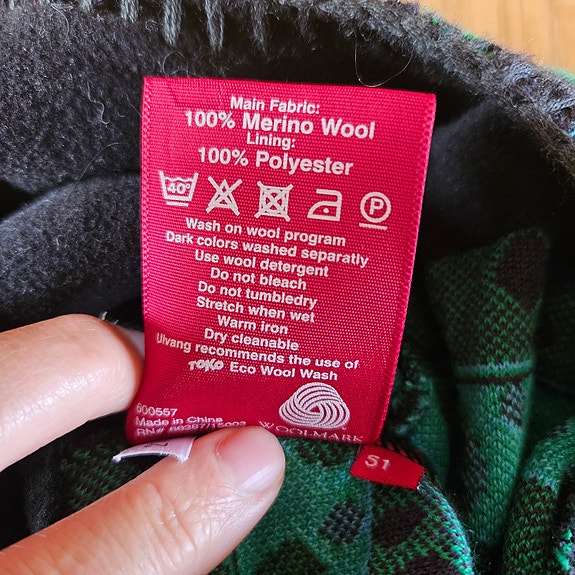 Main Fabric:
100% Merino Wool
Lining:
100% Polyester
40°
P
Wash on wool program
Dark colors washed separatly
Use wool detergent
Do not bleach
Do not tumbledry
Stretch when wet
Warm iron
Dry cleanable
Ulvang recommends the use of
TOKO Eco Wool Wash
600557
Made in China
WOOLMARK
S1